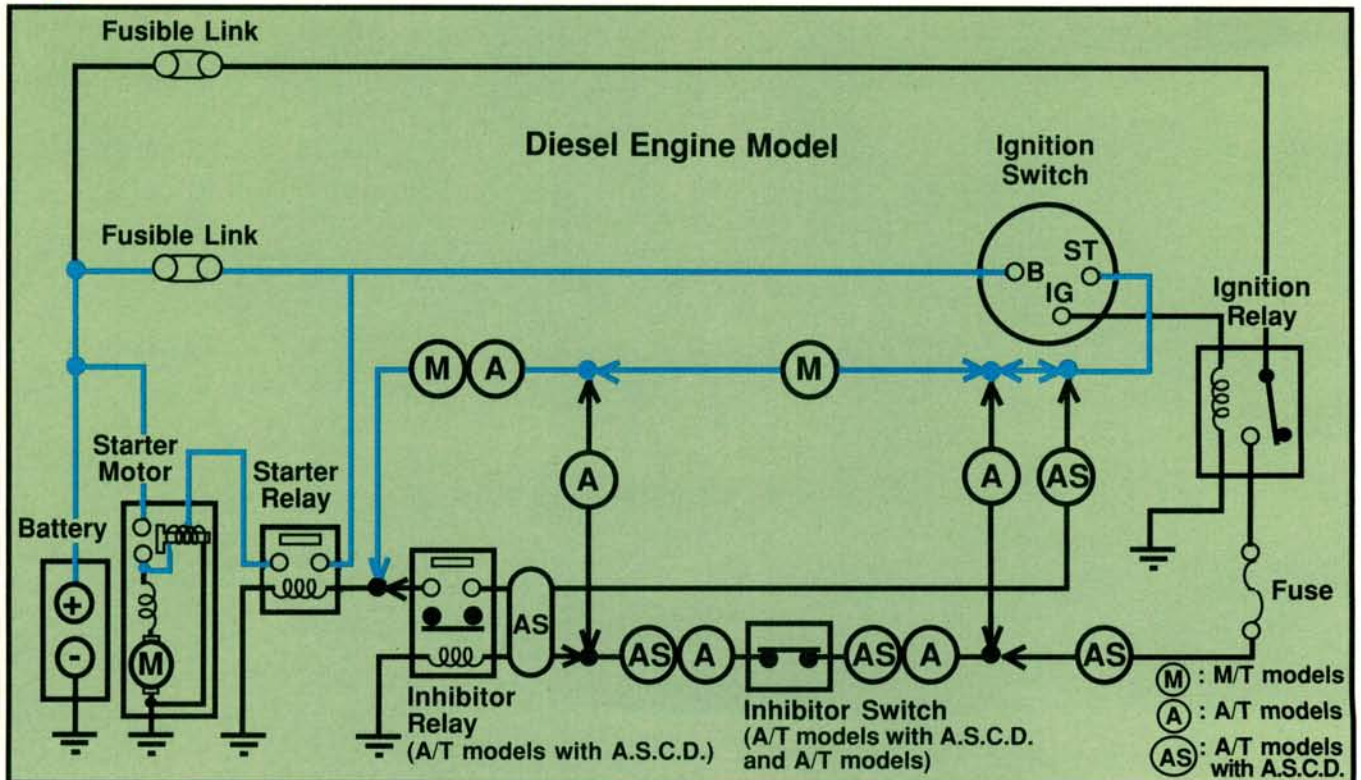 Fusible Link
Diesel Engine Model
Ignition
Switch
Fusible Link
B
ST
IG
Ignition
Relay
M
A
M
Starter
Motor
Starter
Relay
A
A
AS
Battery
+
-
M
AS
AS
A
AS
A
AS
Fuse
Inhibitor
Relay
(A/T models with A.S.C.D.)
Inhibitor Switch
(A/T models with A.S.C.D.
and A/T models)
M : M/T models
A : A/T models
AS : A/T models
with A.S.C.D.